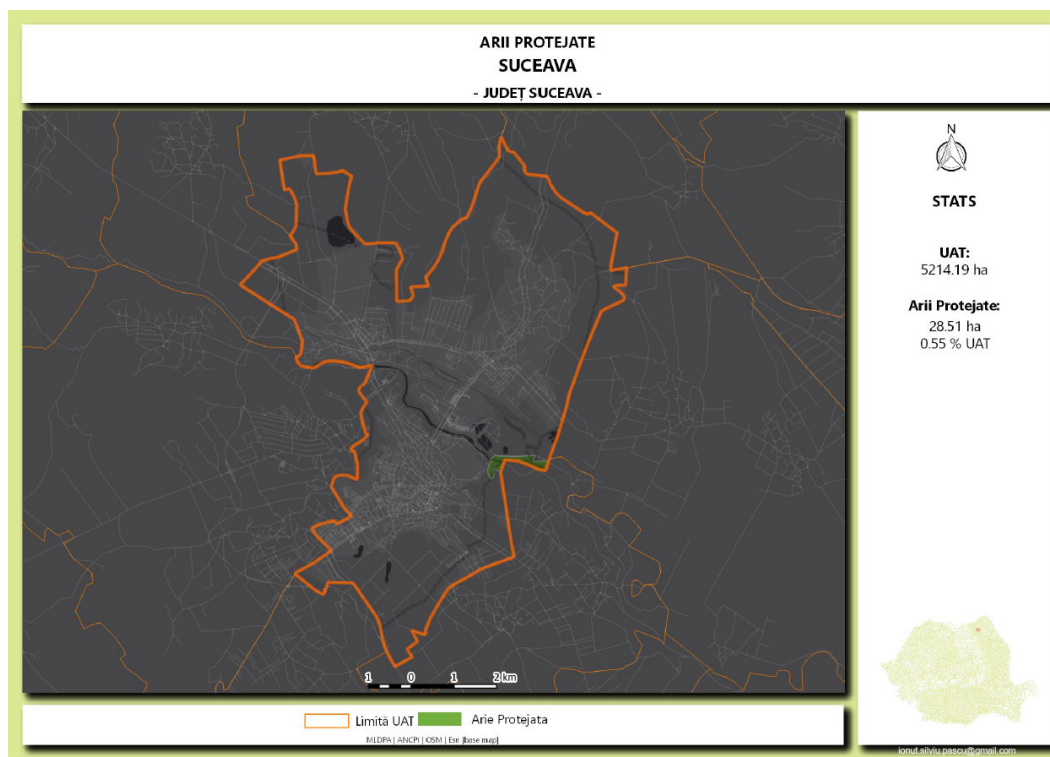 ARII PROTEJATE
SUCEAVA
- JUDEȚ SUCEAVA -
N
STATS
UAT:
5214.19 ha
Arii Protejate:
28.51 ha
0.55 % UAT
1 0 1 2 km
Limită UAT Arie Protejata
MLDPA | ANCPI | OSM | Esri (base map)
ionut.silviu.pascu@gmail.com